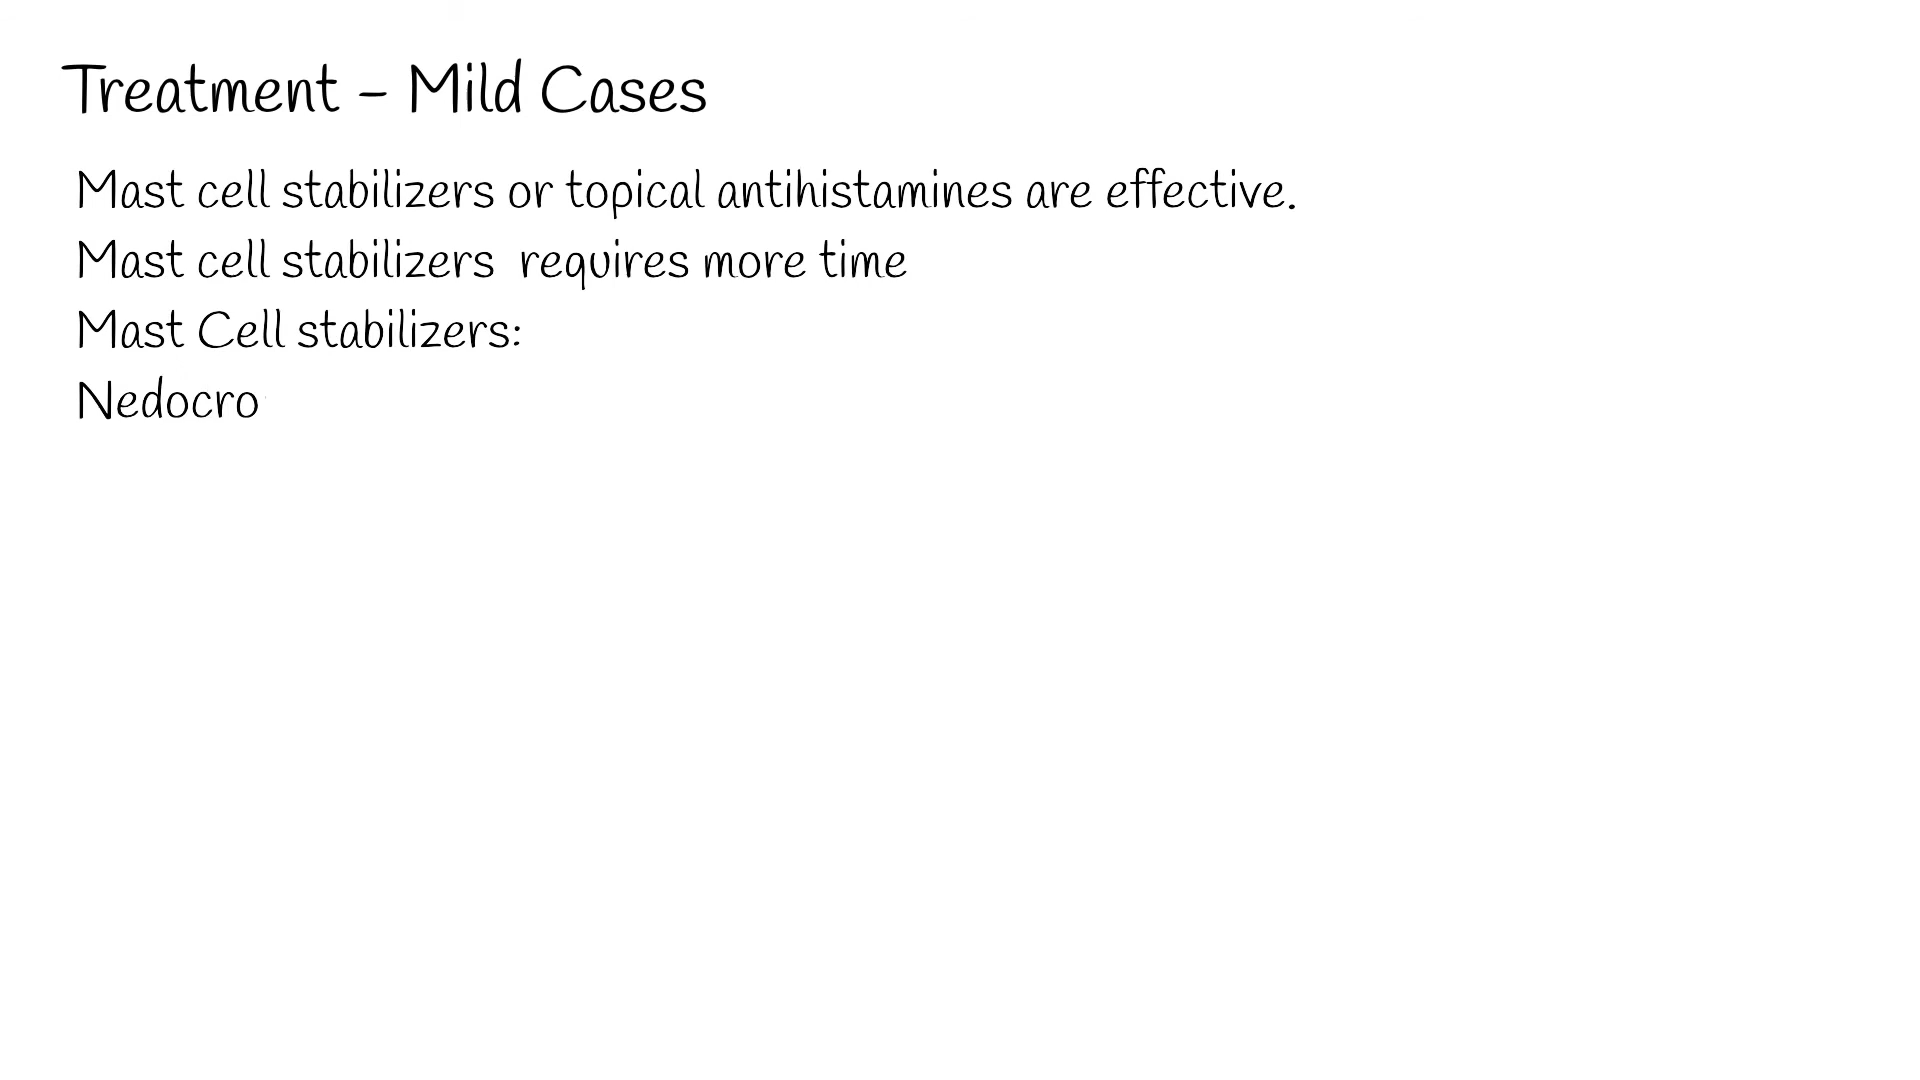 Treatment - Mild Cases
Mast cell stabilizers or topical antihistamines are effective.
Mast cell stabilizers requires more time
Mast Cell stabilizers:
Nedocro